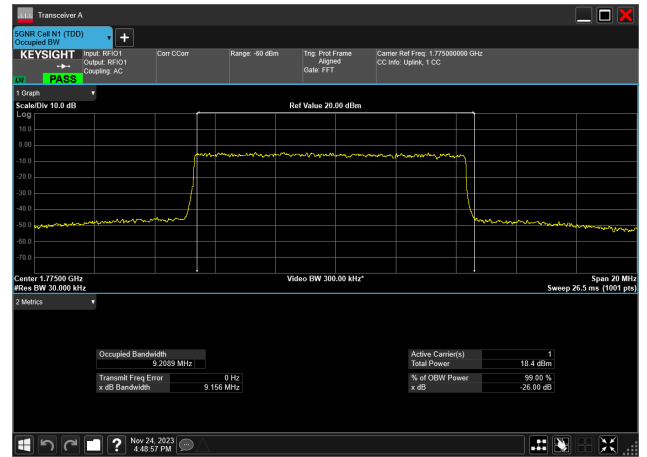 Transceiver A
5GNR Cell N1 (TDD)
Occupied BW
KEYSIGHT
Input: RFIO1
Output: RFIO1
Coupling: AC
Corr CCorr
Range: -60 dBm
Trig: Prot Frame
Aligned
Gate: FFT
Carrier Ref Freq: 1.775000000 GHz
CC Info: Uplink, 1 CC
LXI
PASS
1 Graph
Scale/Div 10.0 dB
Ref Value 20.00 dBm
Log
10.0
0.00
-10.0
-20.0
-30.0
-40.0
-50.0
-60.0
-70.0
Center 1.77500 GHz
Video BW 300.00 kHz*
Span 20 MHz
#Res BW 30.000 kHz
Sweep 26.5 ms (1001 pts)
2 Metrics
Occupied Bandwidth
9.2089 MHz
Active Carrier(s) 1
Total Power 18.4 dBm
Transmit Freq Error 0 Hz
x dB Bandwidth 9.156 MHz
% of OBW Power 99.00 %
x dB -26.00 dB
Nov 24, 2023
4:48:57 PM